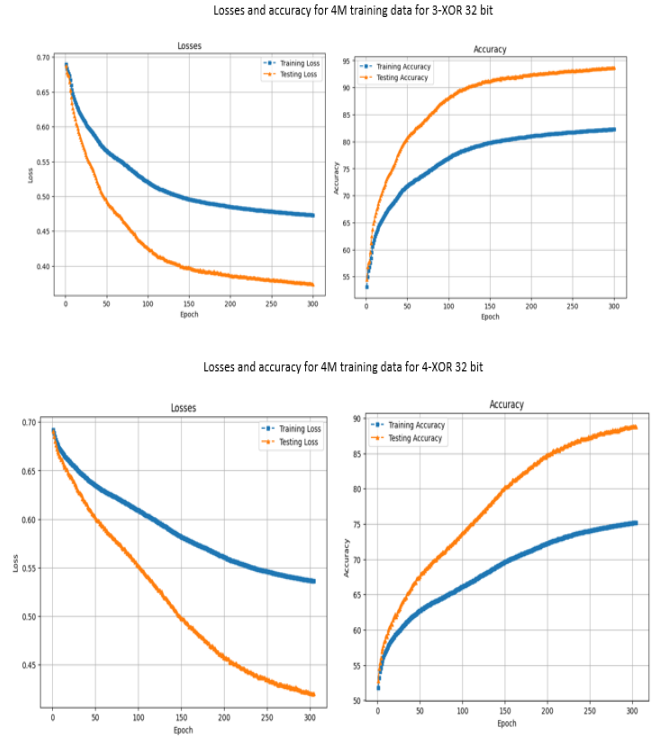 Losses and accuracy for 4M training data for 3-XOR 32 bit
Losses
Training Loss
Testing Loss
0.70
0.65
0.60
0.55
0.50
0.45
0.40
Loss
0 50 100 150 200 250 300
Epoch
Accuracy
Training Accuracy
Testing Accuracy
95
90
85
80
75
70
65
60
55
Accuracy
0 50 100 150 200 250 300
Epoch
Losses and accuracy for 4M training data for 4-XOR 32 bit
Losses
Training Loss
Testing Loss
0.70
0.65
0.60
0.55
0.50
0.45
Loss
0 50 100 150 200 250 300
Epoch
Accuracy
Training Accuracy
Testing Accuracy
90
85
80
75
70
65
60
55
50
Accuracy
0 50 100 150 200 250 300
Epoch